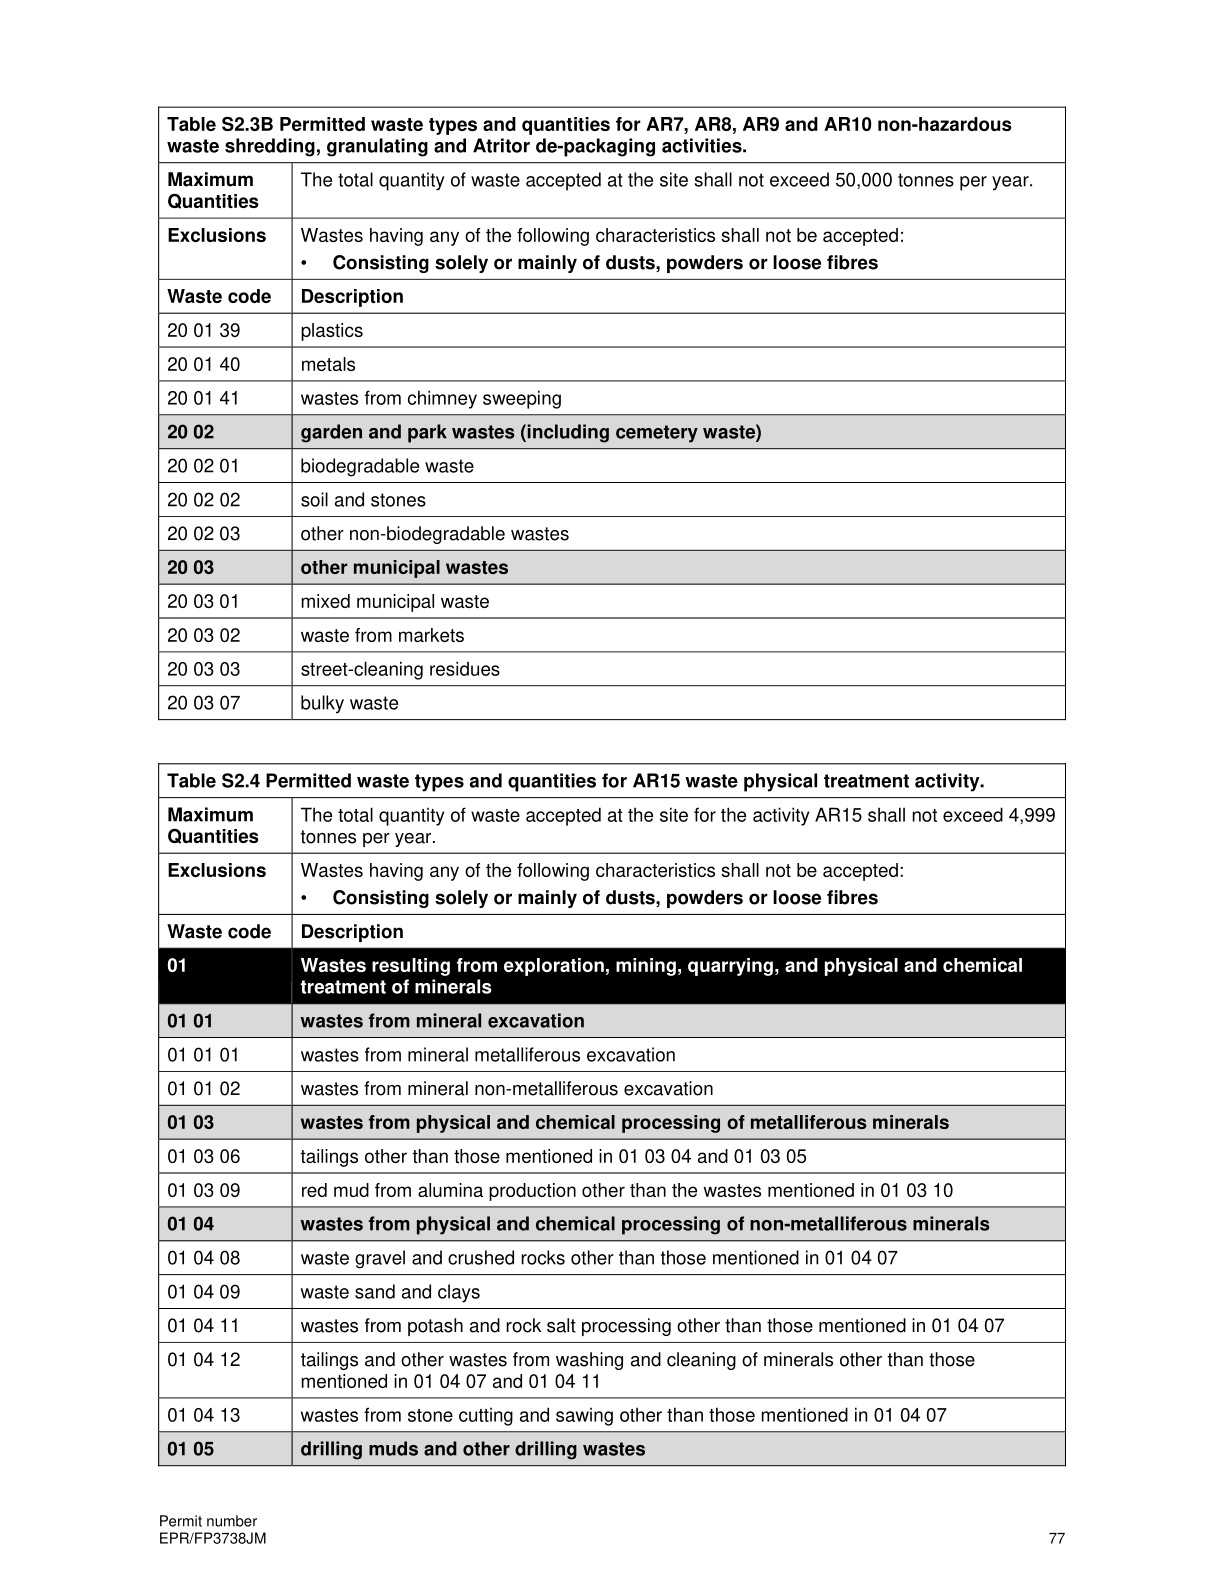 Table S2.3B Permitted waste types and quantities for AR7, AR8, AR9 and AR10 non-hazardous
waste shredding, granulating and Atritor de-packaging activities.
Maximum Quantities The total quantity of waste accepted at the site shall not exceed 50,000 tonnes per year.
Exclusions Wastes having any of the following characteristics shall not be accepted:
• Consisting solely or mainly of dusts, powders or loose fibres
Waste code Description
20 01 39 plastics
20 01 40 metals
20 01 41 wastes from chimney sweeping
20 02 garden and park wastes (including cemetery waste)
20 02 01 biodegradable waste
20 02 02 soil and stones
20 02 03 other non-biodegradable wastes
20 03 other municipal wastes
20 03 01 mixed municipal waste
20 03 02 waste from markets
20 03 03 street-cleaning residues
20 03 07 bulky waste
Table S2.4 Permitted waste types and quantities for AR15 waste physical treatment activity.
Maximum Quantities The total quantity of waste accepted at the site for the activity AR15 shall not exceed 4,999
tonnes per year.
Exclusions Wastes having any of the following characteristics shall not be accepted:
• Consisting solely or mainly of dusts, powders or loose fibres
Waste code Description
01 Wastes resulting from exploration, mining, quarrying, and physical and chemical
treatment of minerals
01 01 wastes from mineral excavation
01 01 01 wastes from mineral metalliferous excavation
01 01 02 wastes from mineral non-metalliferous excavation
01 03 wastes from physical and chemical processing of metalliferous minerals
01 03 06 tailings other than those mentioned in 01 03 04 and 01 03 05
01 03 09 red mud from alumina production other than the wastes mentioned in 01 03 10
01 04 wastes from physical and chemical processing of non-metalliferous minerals
01 04 08 waste gravel and crushed rocks other than those mentioned in 01 04 07
01 04 09 waste sand and clays
01 04 11 wastes from potash and rock salt processing other than those mentioned in 01 04 07
01 04 12 tailings and other wastes from washing and cleaning of minerals other than those
mentioned in 01 04 07 and 01 04 11
01 04 13 wastes from stone cutting and sawing other than those mentioned in 01 04 07
01 05 drilling muds and other drilling wastes
Permit number
EPR/FP3738JM 77